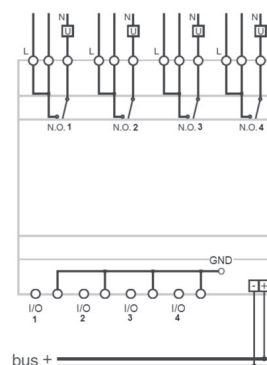 N N N N
U U U U
L L L L
N.O. 1 N.O. 2 N.O. 3 N.O. 4
GND
- +
I/O I/O I/O I/O
1 2 3 4
bus +